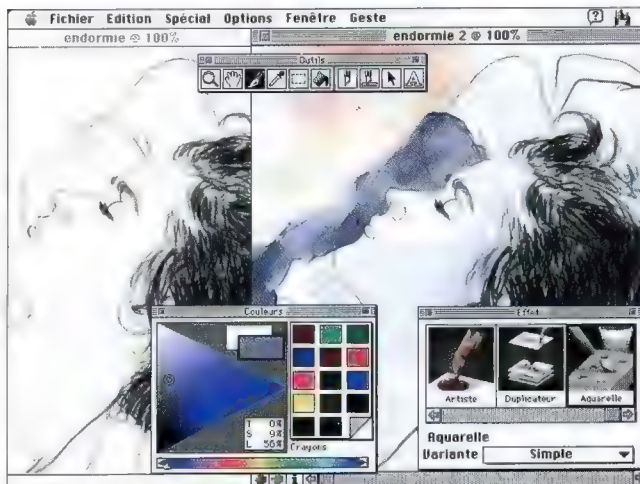 Fichier Edition Spécial Options Fenêtre Geste
endormie @ 100%
endormie 2 @ 100%
Outils
Couleurs
T 0%
S 9%
L 56%
Crayons
Effet
Artiste Duplicateur Aquarelle
Aquarelle
Variante Simple